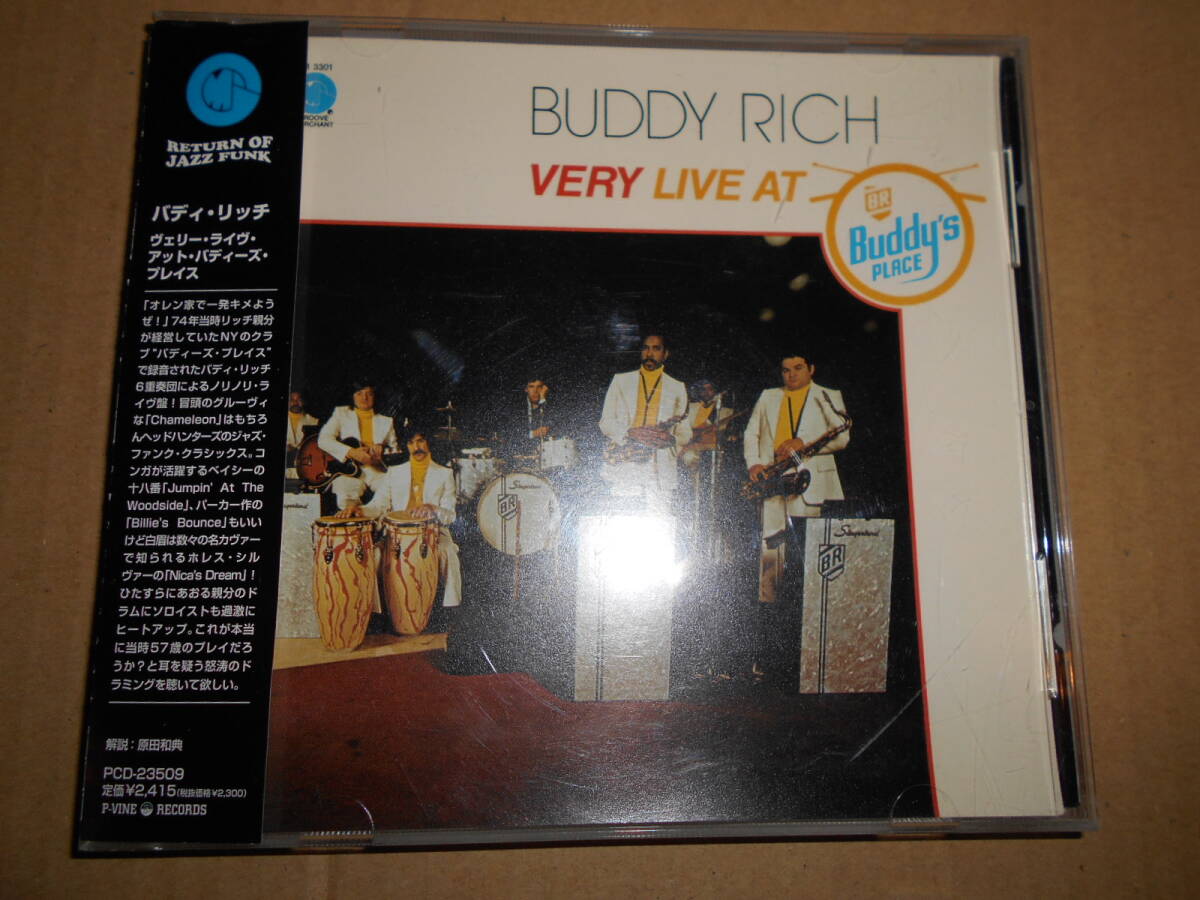 RETURN OF
JAZZ FUNK
バディ・リッチ
ヴェリー・ライヴ・
アット・バディーズ・
プレイス
「オレン家で一発キメよう
ぜ！」74年当時リッチ親分
が経営していたNYのクラ
ブ"バディーズ・プレイス"
で録音されたバディ・リッチ
6重奏団によるノリノリ・ラ
イヴ盤！冒頭のグルーヴィ
な「Chameleon」はもちろ
んヘッドハンターズのジャズ・
ファンク・クラシックス。コ
ンガが活躍するベイシーの
十八番「Jumpin' At The
Woodside」、パーカー作の
「Billie's Bounce」もいい
けど白眉は数々の名カヴァー
で知られるホレス・シル
ヴァーの「Nica's Dream」！
ひたすらにあおる親分のド
ラムにソロイストも過激に
ヒートアップ。これが本当
に当時57歳のプレイだろ
うか？と耳を疑う怒涛のド
ラミングを聴いて欲しい。
解説：原田和典
PCD-23509
定価¥2,415(税抜価格¥2,300)
P-VINE RECORDS
3301
BUDDY RICH
VERY LIVE AT
BR
Buddy's
PLACE
Slingerland
BR
Slingerland
BR